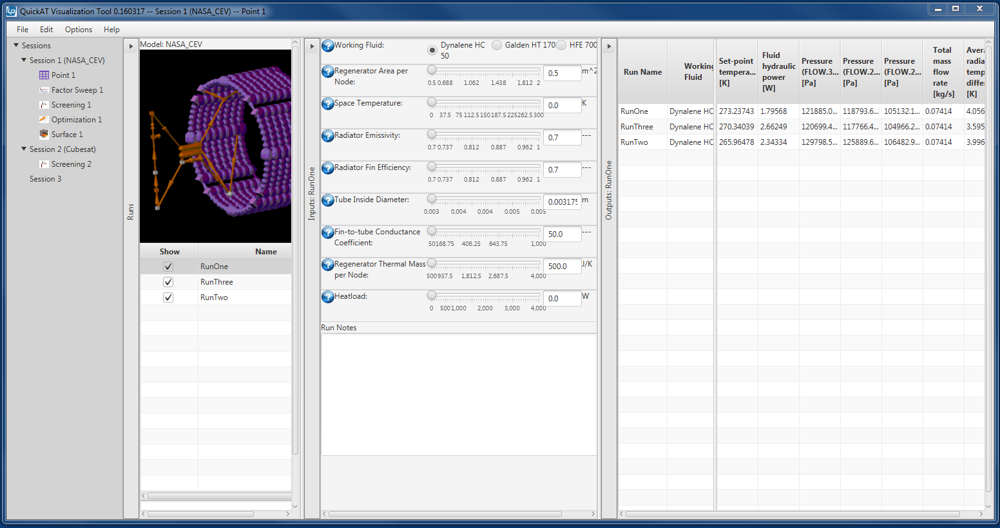 QuickAT Visualization Tool 0.160317 -- Session 1 (NASA_CEV) -- Point 1
File Edit Options Help
Sessions
Session 1 (NASA_CEV)
Point 1
Factor Sweep 1
Screening 1
Optimization 1
Surface 1
Session 2 (Cubesat)
Screening 2
Session 3
Runs
Model: NASA_CEV
Show Name
RunOne
RunThree
RunTwo
Inputs: RunOne
Working Fluid: Dynalene HC 50 Galden HT 170 HFE 700
Regenerator Area per Node: 0.5 m^2
0.5 0.688 1.062 1.438 1.812 2
Space Temperature: 0.0 K
0 37.5 75 112.5 150 187.5 225 262.5 300
Radiator Emissivity: 0.7 ---
0.7 0.737 0.812 0.887 0.962 1
Radiator Fin Efficiency: 0.7 ---
0.7 0.737 0.812 0.887 0.962 1
Tube Inside Diameter: 0.003175 m
0.003 0.004 0.004 0.005 0.005
Fin-to-tube Conductance Coefficient: 50.0 ---
50 168.75 406.25 643.75 1,000
Regenerator Thermal Mass per Node: 500.0 J/K
500 937.5 1,812.5 2,687.5 4,000
Heatload: 0.0 W
0 500 1,000 2,000 3,000 4,000
Run Notes
Outputs: RunOne
Run Name
Working Fluid
Set-point tempera... [K]
Fluid hydraulic power [W]
Pressure (FLOW.3... [Pa]
Pressure (FLOW.2... [Pa]
Pressure (FLOW.2... [Pa]
Total mass flow rate [kg/s]
Avera radia temp differ [K]
RunOne Dynalene HC 273.23743 1.79568 121885.0... 118793.6... 105132.1... 0.07414 4.056
RunThree Dynalene HC 270.34039 2.66249 120699.4... 117766.4... 104966.2... 0.07414 3.595
RunTwo Dynalene HC 265.96478 2.34334 129798.5... 125889.6... 106482.9... 0.07414 3.996